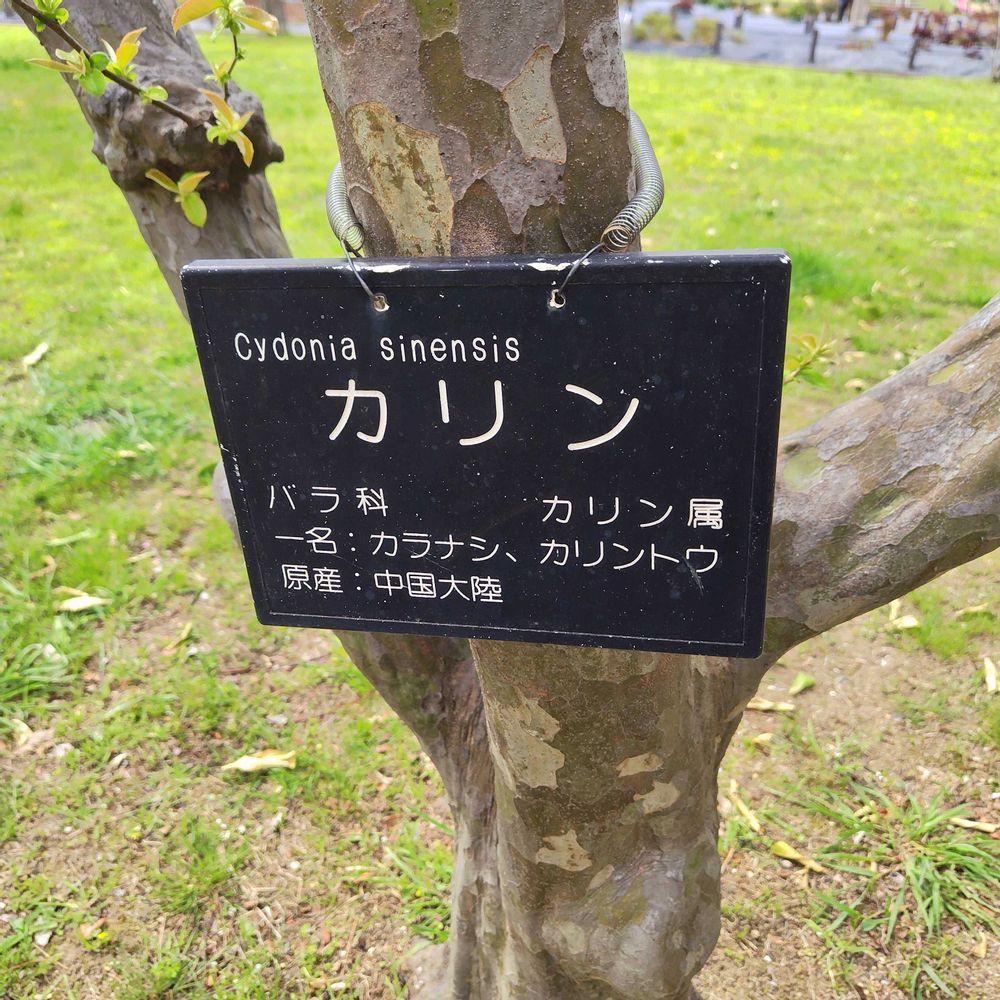 Cydonia sinensis
カリン
バラ科 カリン属
一名：カラナシ、カリントウ
原産：中国大陸